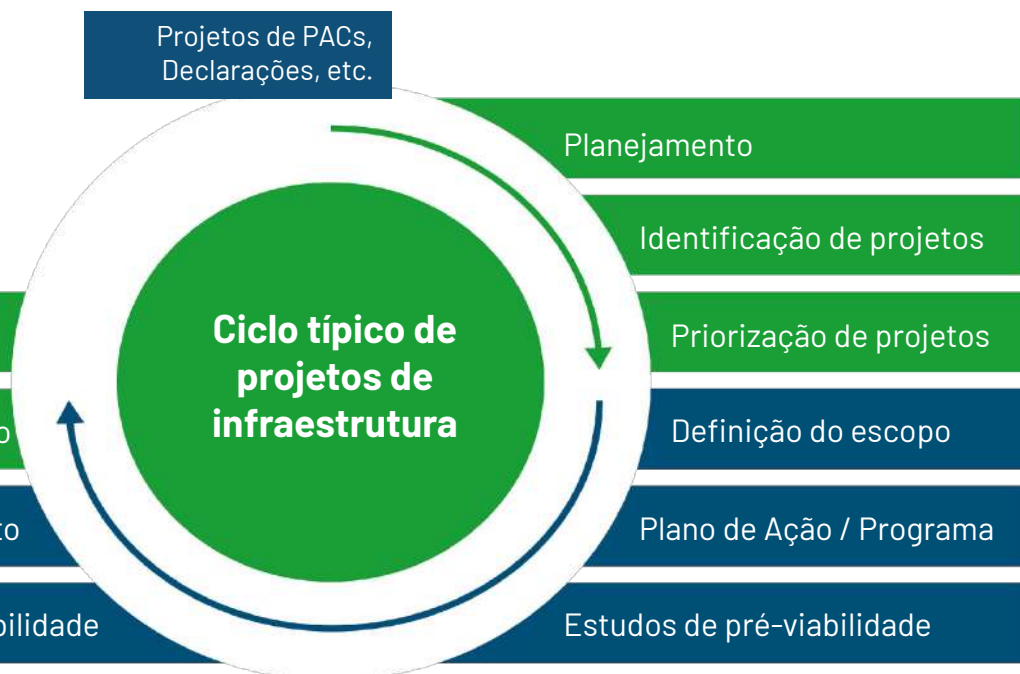 Projetos de PACs,
Declarações, etc.
Planejamento
Identificação de projetos
Priorização de projetos
Definição do escopo
Plano de Ação / Programa
Estudos de pré-viabilidade
Ciclo típico de
projetos de
infraestrutura